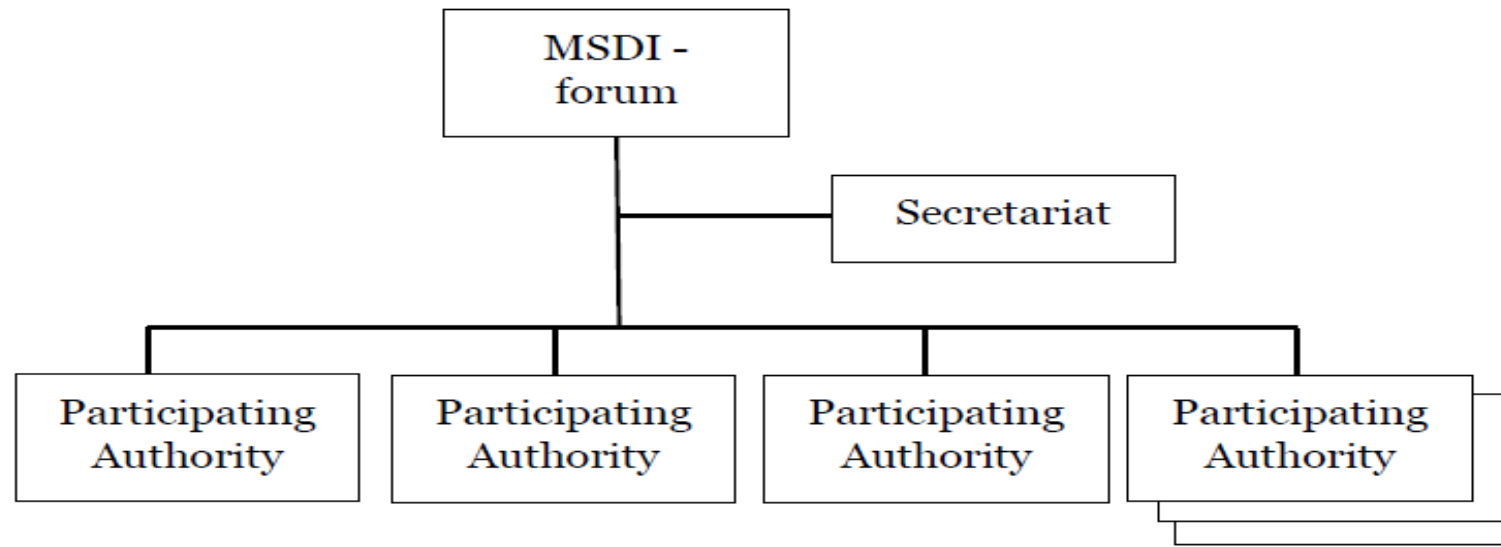 MSDI -
forum
Secretariat
Participating
Authority
Participating
Authority
Participating
Authority
Participating
Authority